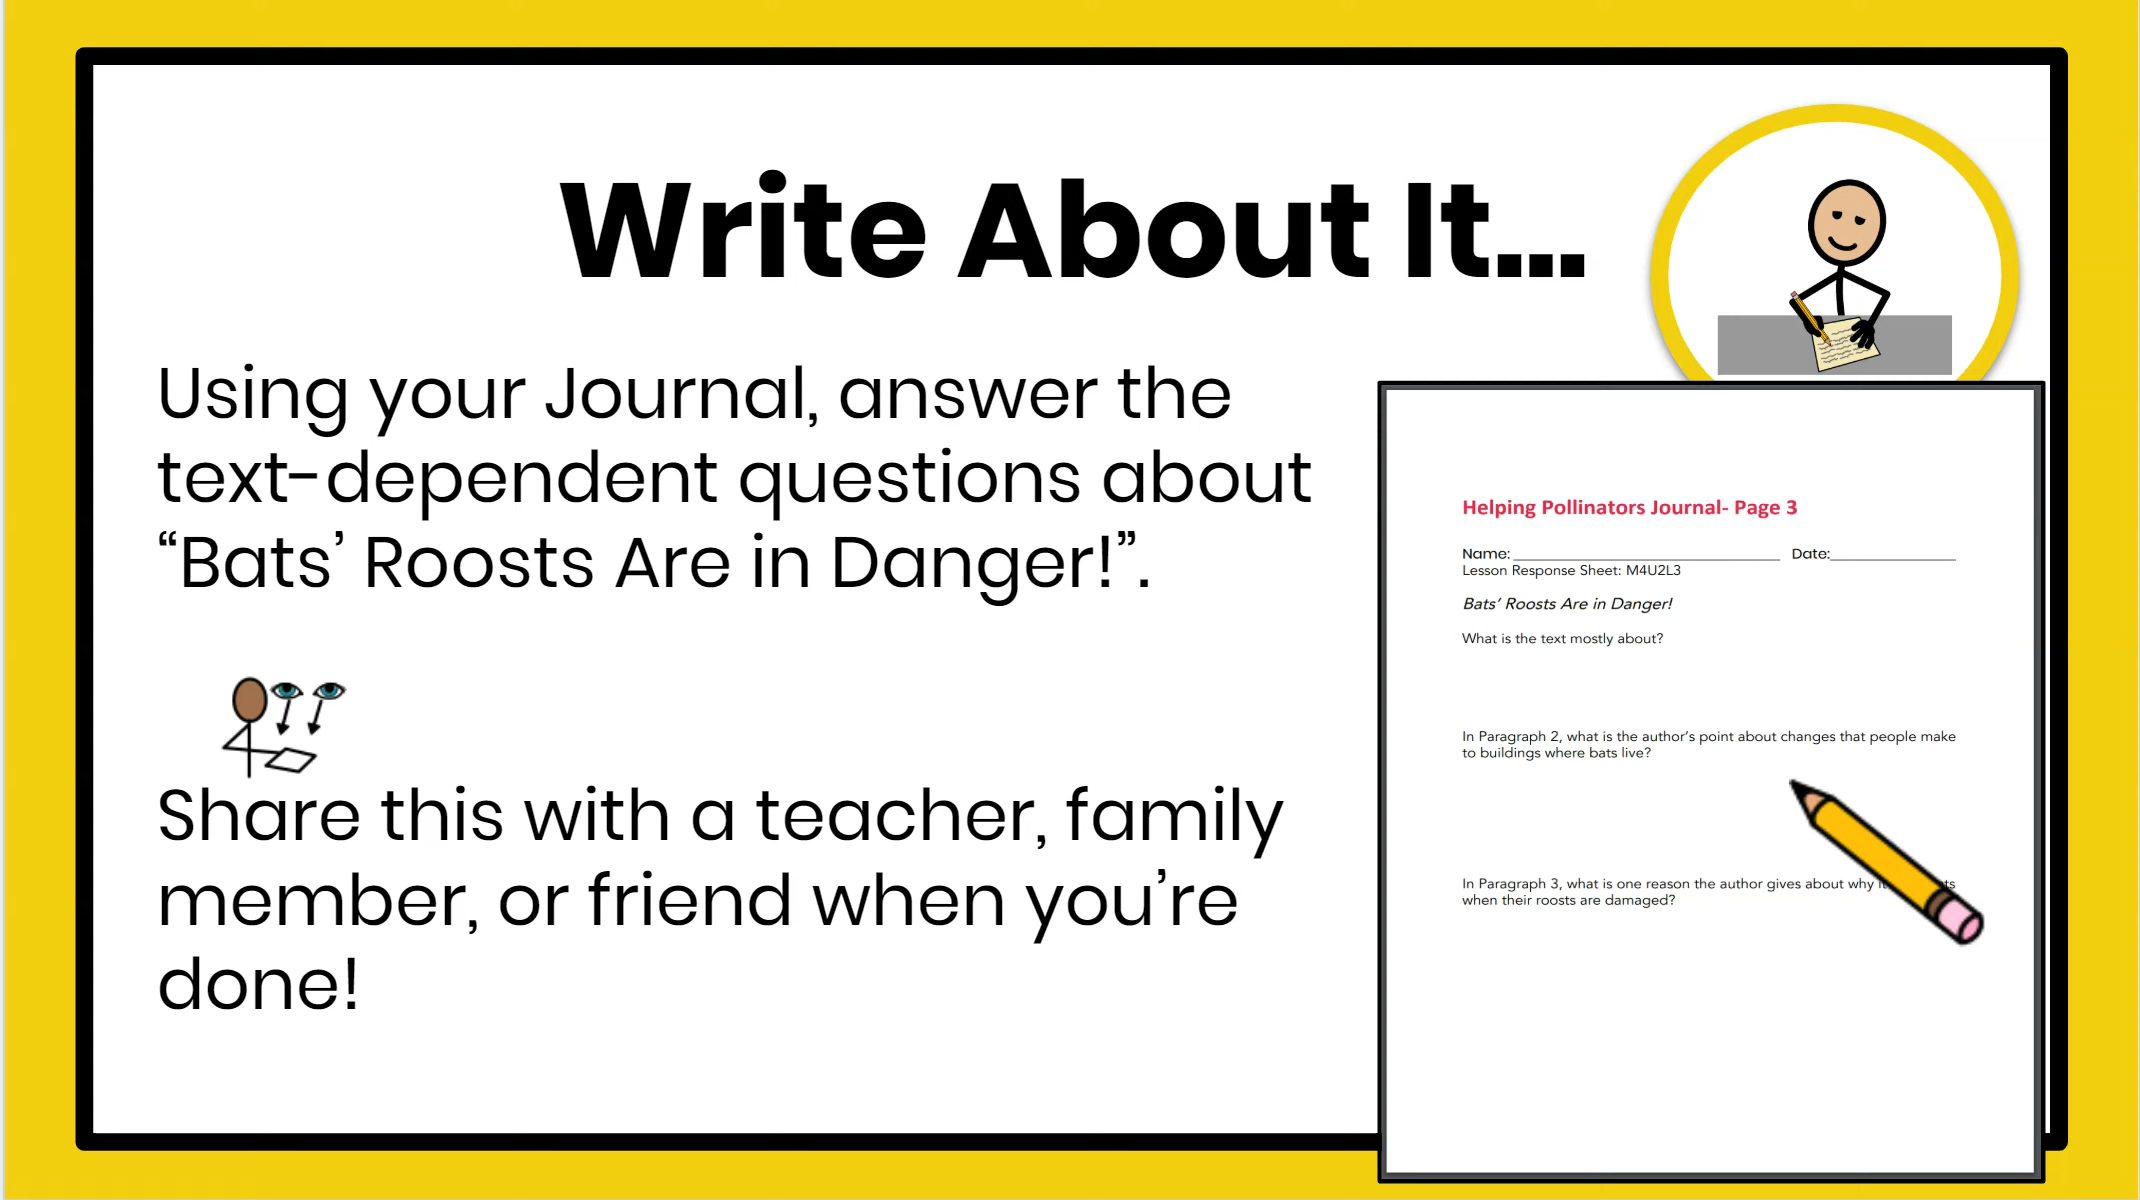 Write About It...
Using your Journal, answer the
text-dependent questions about
“Bats’ Roosts Are in Danger!”.
Share this with a teacher, family
member, or friend when you’re
done!
Helping Pollinators Journal- Page 3
Name: ______________________ Date:______________
Lesson Response Sheet: M4U2L3
Bats’ Roosts Are in Danger!
What is the text mostly about?
In Paragraph 2, what is the author’s point about changes that people make
to buildings where bats live?
In Paragraph 3, what is one reason the author gives about why
when their roosts are damaged?